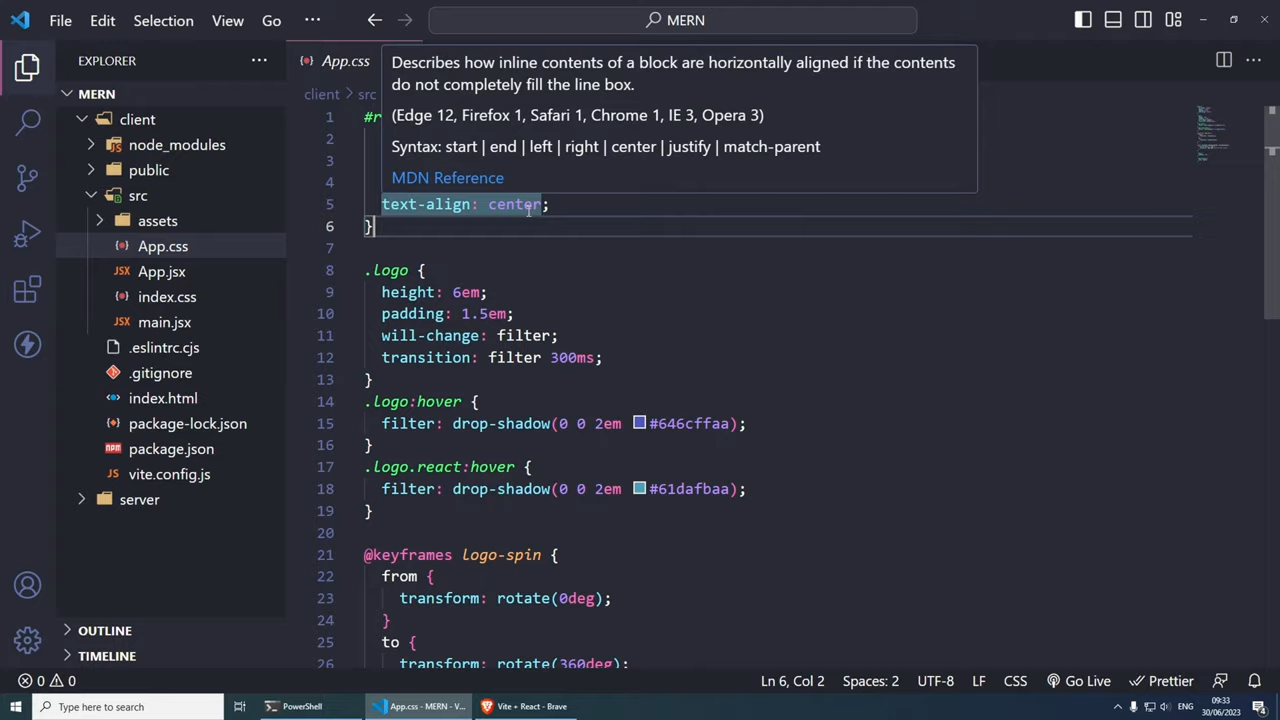 File Edit Selection View Go ··· MERN
EXPLORER ···
MERN
client
node_modules
public
src
assets
App.css
App.jsx
index.css
main.jsx
.eslintrc.cjs
.gitignore
index.html
package-lock.json
package.json
vite.config.js
server
OUTLINE
TIMELINE
App.css
client > src
Describes how inline contents of a block are horizontally aligned if the contents
do not completely fill the line box.
(Edge 12, Firefox 1, Safari 1, Chrome 1, IE 3, Opera 3)
Syntax: start | end | left | right | center | justify | match-parent
MDN Reference
1 #r
2
3
4
5 text-align: center;
6 }
7
8 .logo {
9 height: 6em;
10 padding: 1.5em;
11 will-change: filter;
12 transition: filter 300ms;
13 }
14 .logo:hover {
15 filter: drop-shadow(0 0 2em #646cffaa);
16 }
17 .logo.react:hover {
18 filter: drop-shadow(0 0 2em #61dafbaa);
19 }
20
21 @keyframes logo-spin {
22 from {
23 transform: rotate(0deg);
24 }
25 to {
26 transform: rotate(360deg);
0 0 Ln 6, Col 2 Spaces: 2 UTF-8 LF CSS Go Live Prettier
Type here to search PowerShell App.css - MERN - V... Vite + React - Brave 09:33
30/06/2023 4